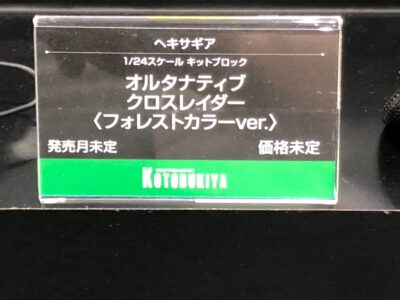 ヘキサギア
1/24スケール キットブロック
オルタナティブ
クロスレイダー
〈フォレストカラーver.〉
発売月未定 価格未定
KOTOBUKIYA